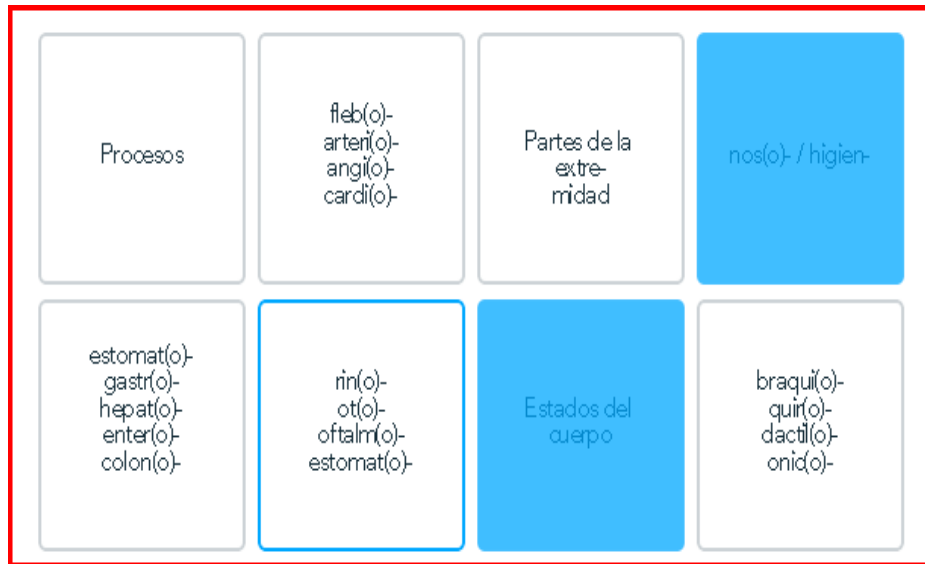 Procesos
fleb(o)-
arteri(o)-
angi(o)-
cardi(o)-
Partes de la
extre-
midad
nos(o)- / higien-
estomat(o)-
gastr(o)-
hepat(o)-
enter(o)-
colon(o)-
rin(o)-
ot(o)-
oftalm(o)-
estomat(o)-
Estados del
cuerpo
braqui(o)-
quir(o)-
dactil(o)-
onic(o)-